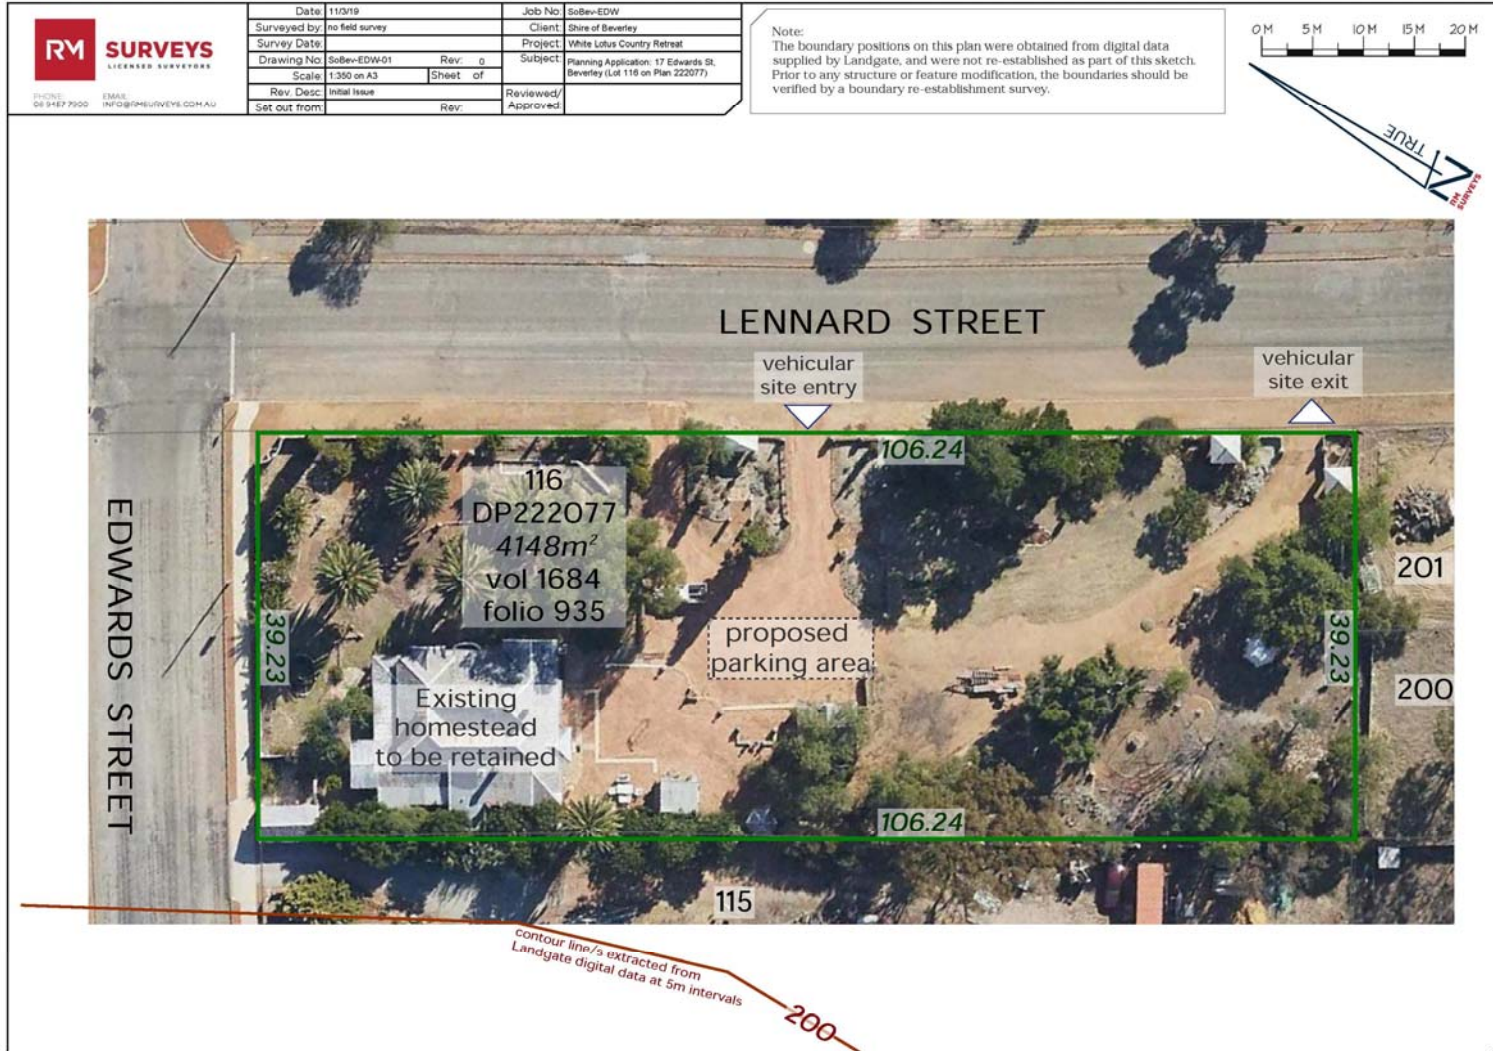 RM SURVEYS
LICENSED SURVEYORS
PHONE: EMAIL:
08 9457 7900 INFO@RMSURVEYS.COM.AU
Date: 11/3/19
Surveyed by: no field survey
Survey Date:
Drawing No: SoBev-EDW-01 Rev: 0
Scale: 1:350 on A3 Sheet of
Rev. Desc: Initial Issue
Set out from: Rev:
Job No: SoBev-EDW
Client: Shire of Beverley
Project: White Lotus Country Retreat
Subject: Planning Application: 17 Edwards St,
Beverley (Lot 116 on Plan 222077)
Reviewed/
Approved:
Note:
The boundary positions on this plan were obtained from digital data
supplied by Landgate, and were not re-established as part of this sketch.
Prior to any structure or feature modification, the boundaries should be
verified by a boundary re-establishment survey.
0 M 5 M 10 M 15 M 20 M
TRUE
N
RM
SURVEYS
LENNARD STREET
vehicular
site entry
vehicular
site exit
106.24
116
DP222077
4148m²
vol 1684
folio 935
EDWARDS STREET
39.23
proposed
parking area
39.23
201
200
Existing
homestead
to be retained
106.24
115
contour line/s extracted from
Landgate digital data at 5m intervals
200